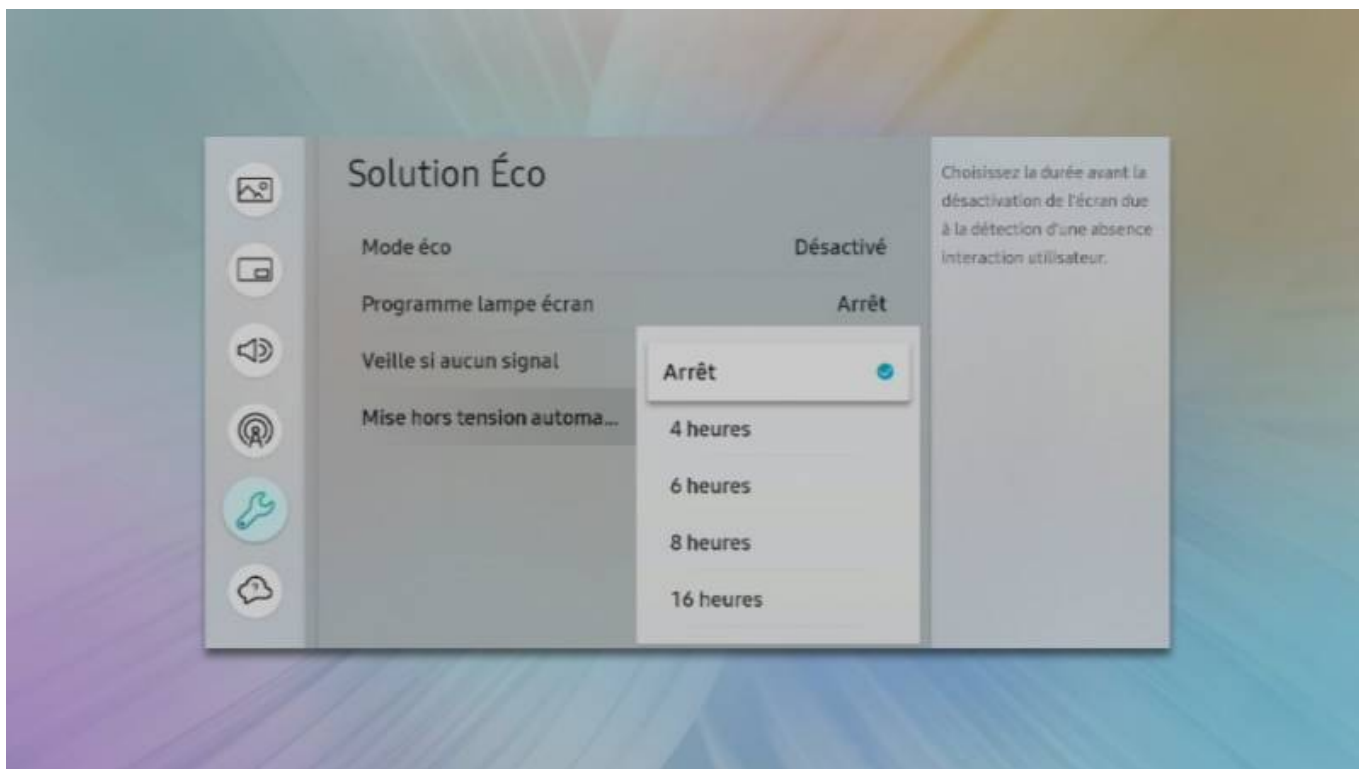 Solution Éco
Mode éco Désactivé
Programme lampe écran Arrêt
Veille si aucun signal
Mise hors tension automa...
Arrêt
4 heures
6 heures
8 heures
16 heures
Choisissez la durée avant la
désactivation de l'écran due
à la détection d'une absence
interaction utilisateur.